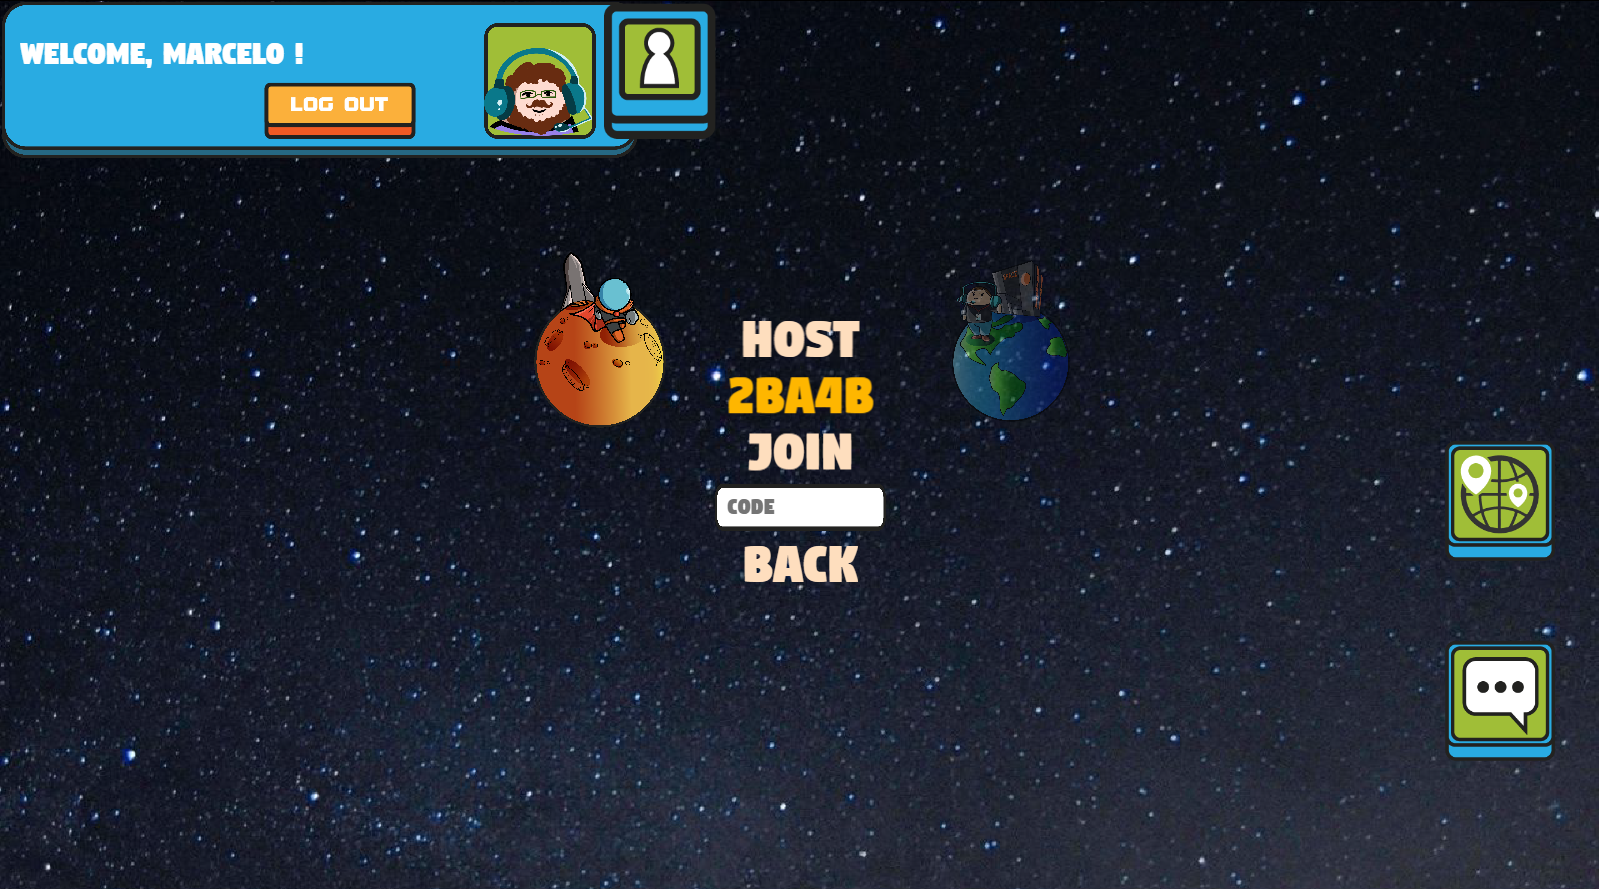 WELCOME, MARCELO !
LOG OUT
HOST
2BA4B
JOIN
CODE
BACK